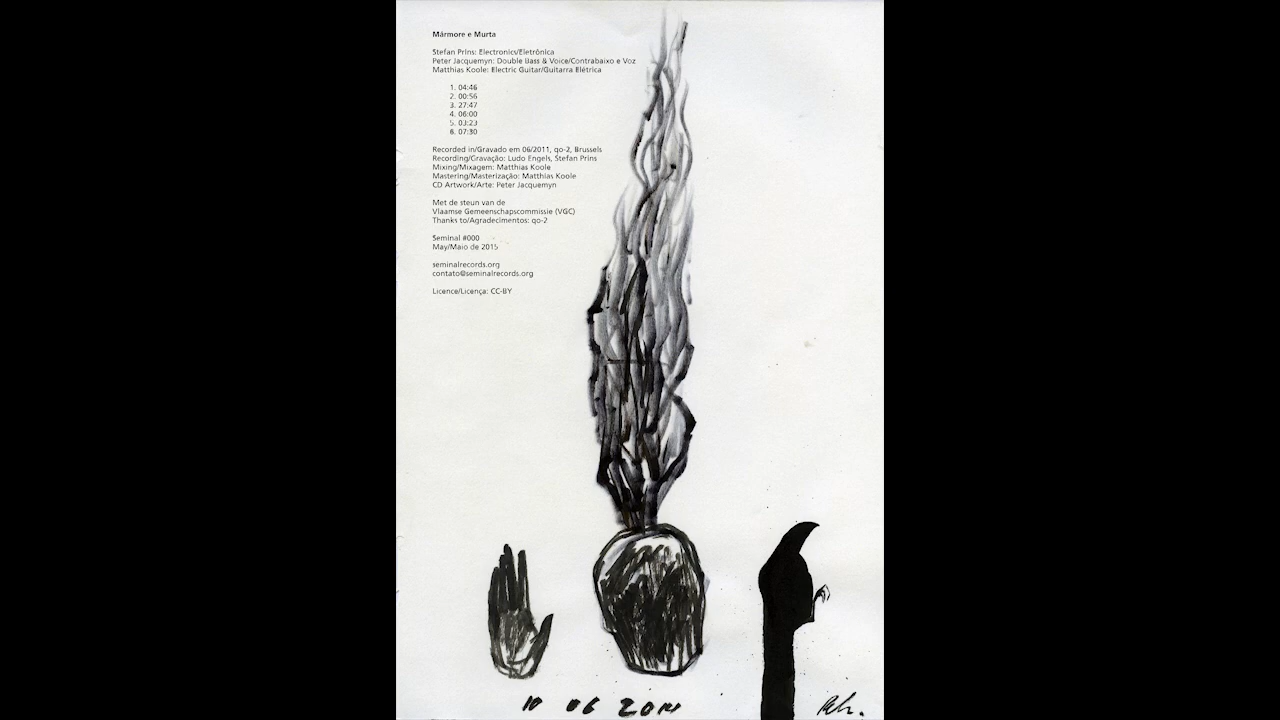 Mármore e Murta
Stefan Prins: Electronics/Eletrônica
Peter Jacquemyn: Double Bass & Voice/Contrabaixo e Voz
Matthias Koole: Electric Guitar/Guitarra Elétrica
1. 04:46
2. 00:56
3. 27:47
4. 06:00
5. 03:23
6. 07:30
Recorded in/Gravado em 06/2011, qo-2, Brussels
Recording/Gravação: Ludo Engels, Stefan Prins
Mixing/Mixagem: Matthias Koole
Mastering/Masterização: Matthias Koole
CD Artwork/Arte: Peter Jacquemyn
Met de steun van de
Vlaamse Gemeenschapscommissie (VGC)
Thanks to/Agradecimentos: qo-2
Seminal #000
May/Maio de 2015
seminalrecords.org
contato@seminalrecords.org
Licence/Licença: CC-BY
10 06 2011